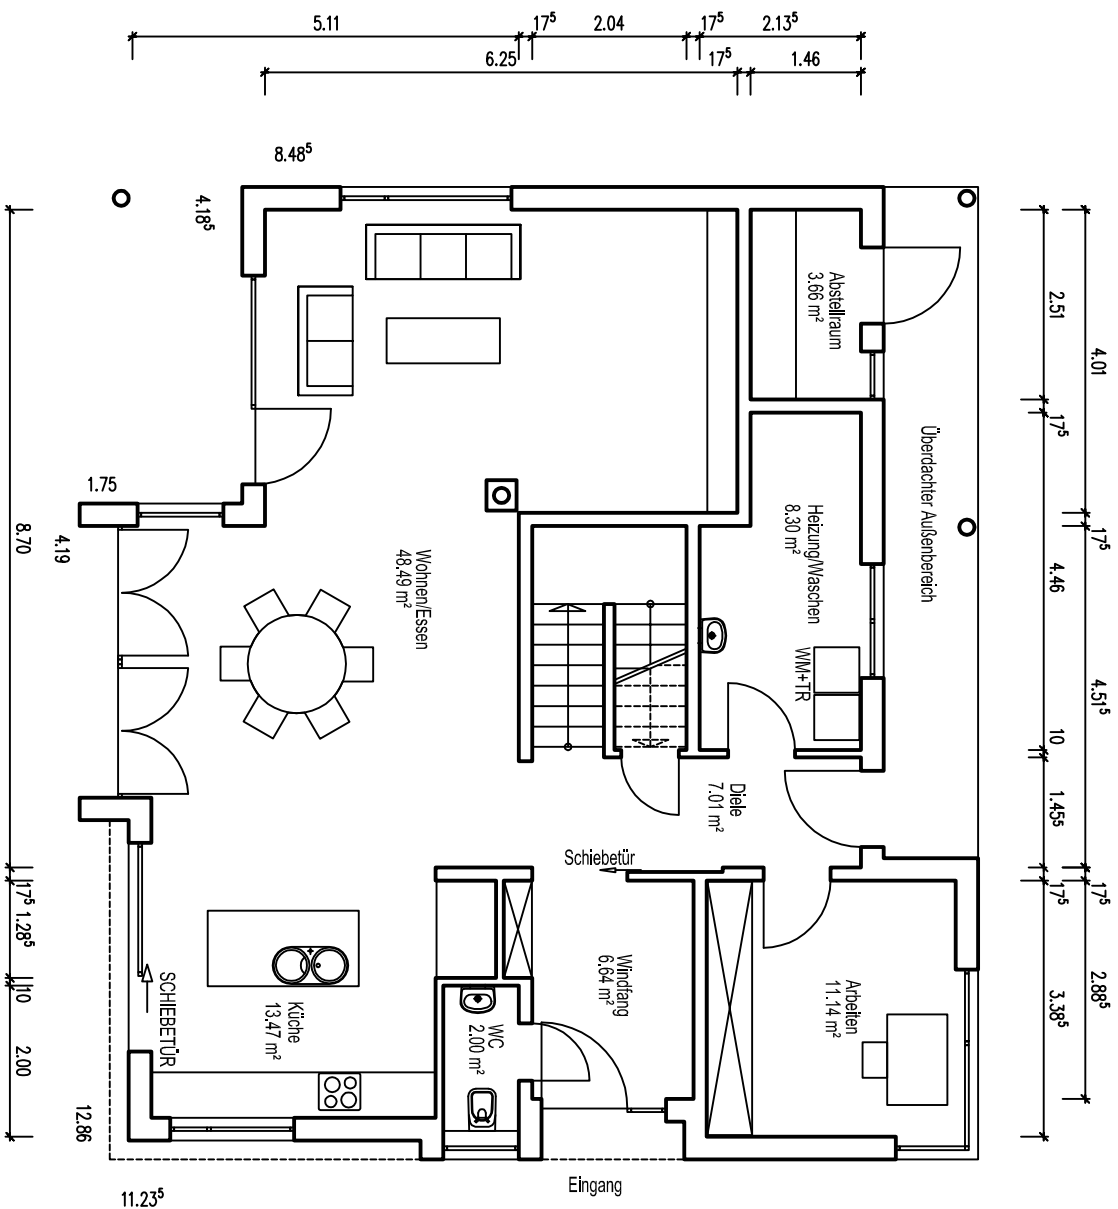 5.11
17⁵
2.04
17⁵
2.13⁵
6.25
17⁵
1.46
8.48⁵
4.18⁵
Abstellraum
3.66 m²
2.51
4.01
17⁵
Überdachter Außenbereich
1.75
4.19
8.70
Wohnen/Essen
48.49 m²
Heizung/Waschen
8.30 m²
17⁵
4.46
WM+TR
4.51⁵
10
Diele
7.01 m²
1.45⁵
Schiebetür
17⁵
17⁵
17⁵
1.28⁵
10
2.00
SCHIEBETÜR
Küche
13.47 m²
WC
2.00 m²
Windfang
6.64 m²
Arbeiten
11.14 m²
3.38⁵
2.88⁵
12.86
Eingang
11.23⁵